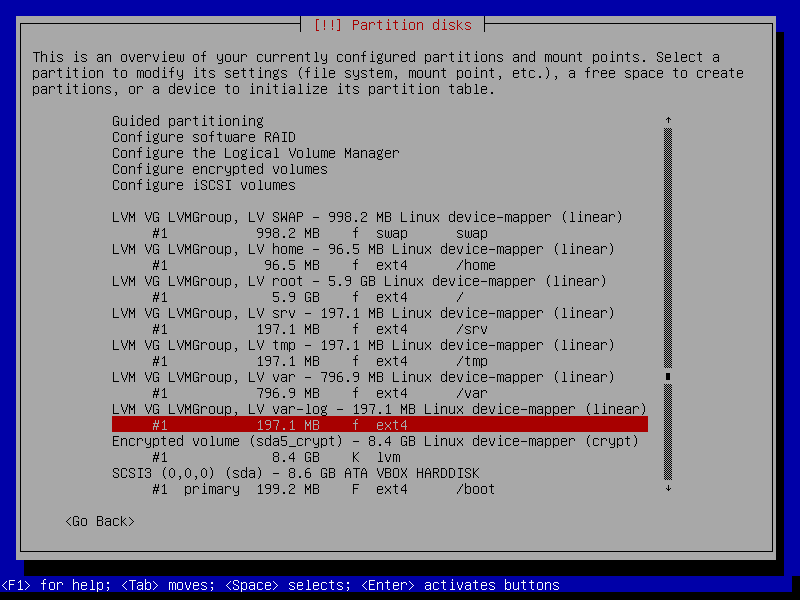 [!!] Partition disks
This is an overview of your currently configured partitions and mount points. Select a
partition to modify its settings (file system, mount point, etc.), a free space to create
partitions, or a device to initialize its partition table.
Guided partitioning
Configure software RAID
Configure the Logical Volume Manager
Configure encrypted volumes
Configure iSCSI volumes
LVM VG LVMGroup, LV SWAP - 998.2 MB Linux device-mapper (linear)
#1 998.2 MB f swap swap
LVM VG LVMGroup, LV home - 96.5 MB Linux device-mapper (linear)
#1 96.5 MB f ext4 /home
LVM VG LVMGroup, LV root - 5.9 GB Linux device-mapper (linear)
#1 5.9 GB f ext4 /
LVM VG LVMGroup, LV srv - 197.1 MB Linux device-mapper (linear)
#1 197.1 MB f ext4 /srv
LVM VG LVMGroup, LV tmp - 197.1 MB Linux device-mapper (linear)
#1 197.1 MB f ext4 /tmp
LVM VG LVMGroup, LV var - 796.9 MB Linux device-mapper (linear)
#1 796.9 MB f ext4 /var
LVM VG LVMGroup, LV var-log - 197.1 MB Linux device-mapper (linear)
#1 197.1 MB f ext4
Encrypted volume (sda5_crypt) - 8.4 GB Linux device-mapper (crypt)
#1 8.4 GB K lvm
SCSI3 (0,0,0) (sda) - 8.6 GB ATA VBOX HARDDISK
#1 primary 199.2 MB F ext4 /boot
<Go Back>
<F1> for help; <Tab> moves; <Space> selects; <Enter> activates buttons